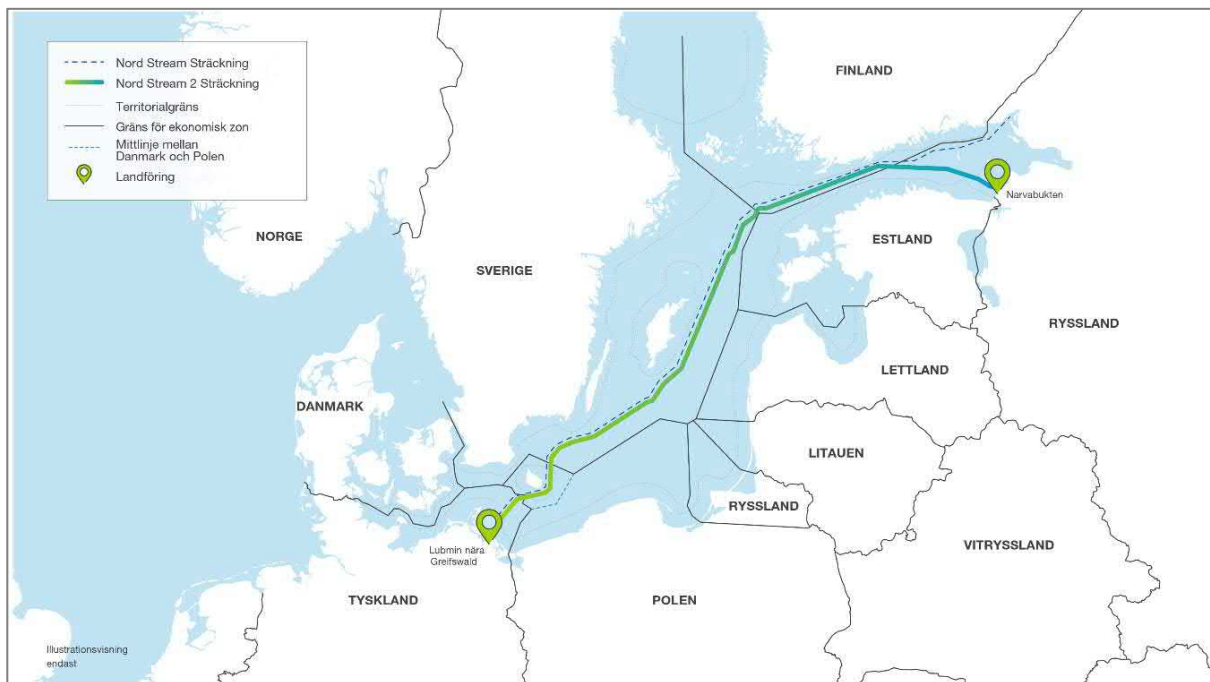 Nord Stream Sträckning
Nord Stream 2 Sträckning
Territorialgräns
Gräns för ekonomisk zon
Mittlinje mellan
Danmark och Polen
Landföring
FINLAND
Narvabukten
NORGE
ESTLAND
SVERIGE
RYSSLAND
LETTLAND
DANMARK
LITAUEN
RYSSLAND
VITRYSSLAND
Lubmin nära
Greifswald
TYSKLAND
POLEN
Illustrationsvisning
endast